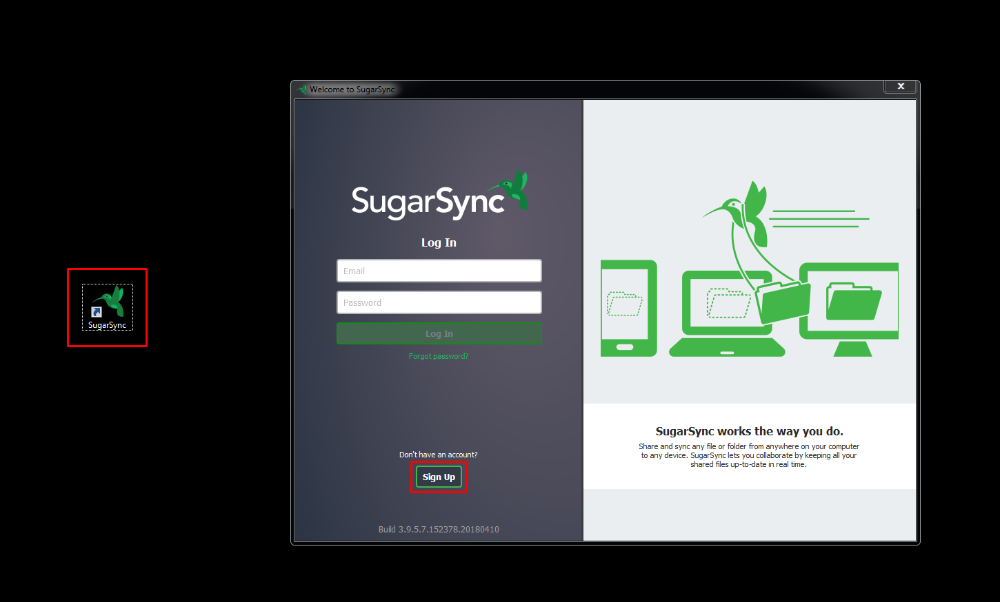 SugarSync
Welcome to SugarSync
SugarSync
Log In
Email
Password
Log In
Forgot password?
Don't have an account?
Sign Up
Build 3.9.5.7.152378.20180410
SugarSync works the way you do.
Share and sync any file or folder from anywhere on your computer
to any device. SugarSync lets you collaborate by keeping all your
shared files up-to-date in real time.